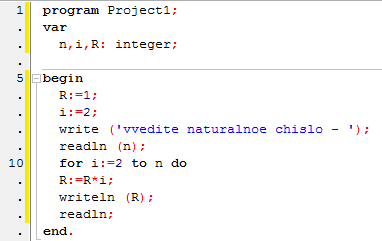 1 program Project1;
var
n,i,R: integer;
5 begin
R:=1;
i:=2;
write ('vvedite naturalnoe chislo - ');
readln (n);
10 for i:=2 to n do
R:=R*i;
writeln (R);
readln;
end.